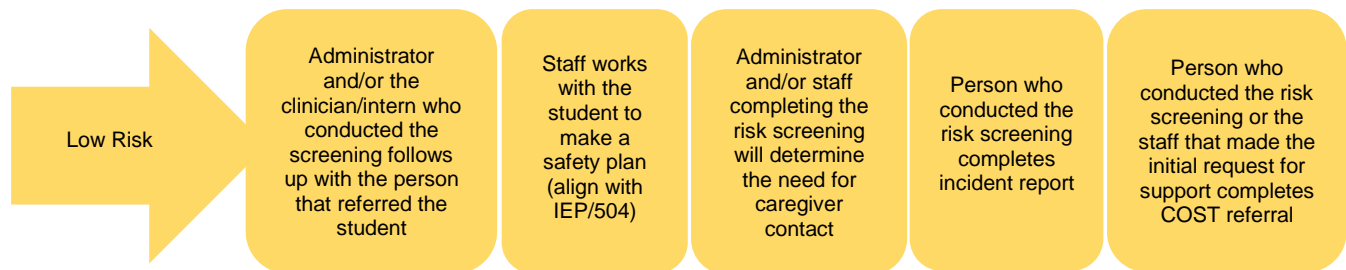 Low Risk
Administrator
and/or the
clinician/intern who
conducted the
screening follows
up with the person
that referred the
student
Staff works
with the
student to
make a
safety plan
(align with
IEP/504)
Administrator
and/or staff
completing the
risk screening
will determine
the need for
caregiver
contact
Person who
conducted the
risk screening
completes
incident report
Person who
conducted the risk
screening or the
staff that made the
initial request for
support completes
COST referral